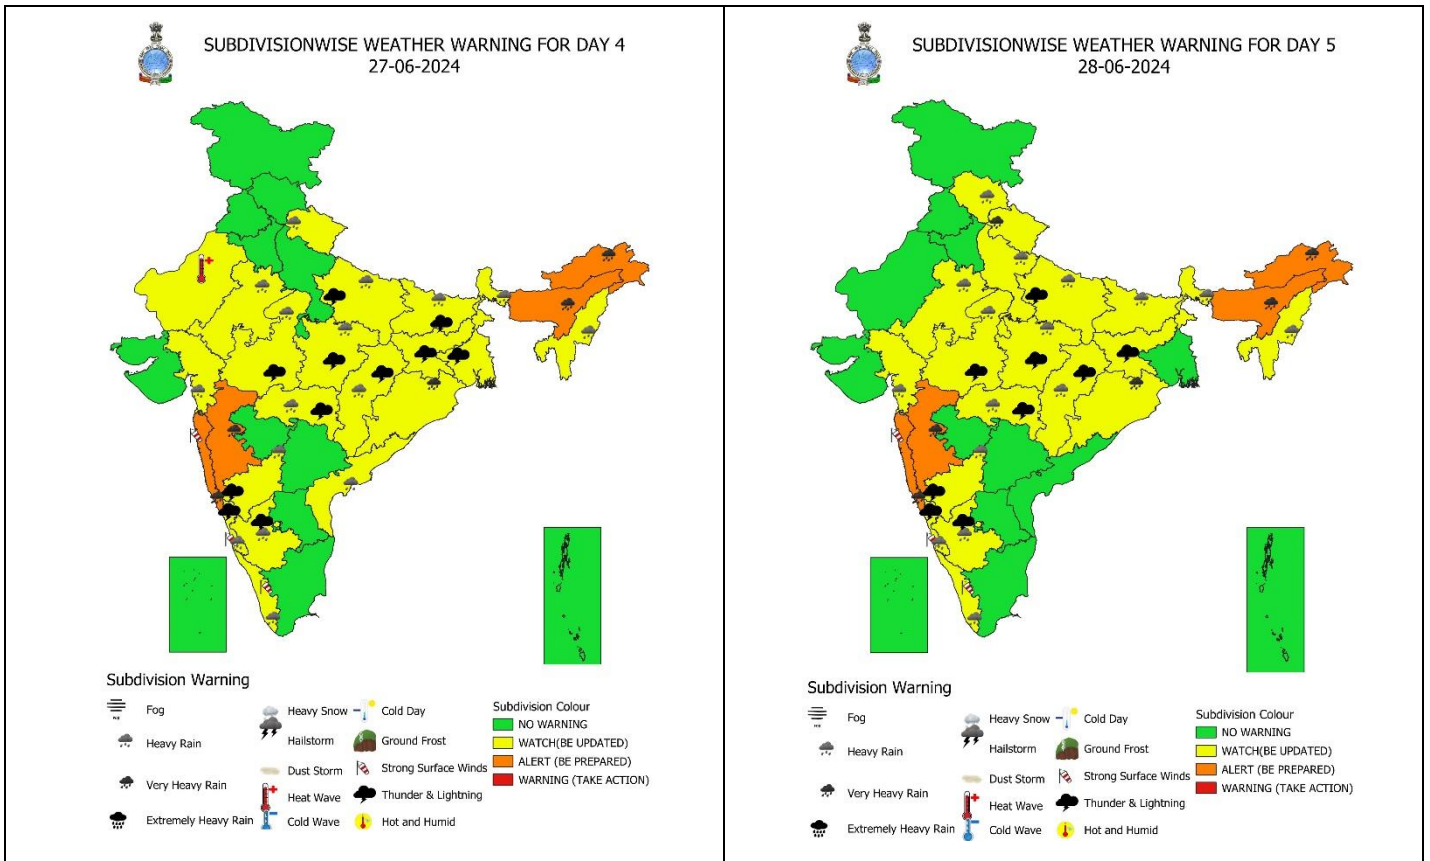 SUBDIVISIONWISE WEATHER WARNING FOR DAY 4
27-06-2024
Subdivision Warning
Fog
Heavy Rain
Very Heavy Rain
Extremely Heavy Rain
Heavy Snow
Hailstorm
Dust Storm
Heat Wave
Cold Wave
Cold Day
Ground Frost
Strong Surface Winds
Thunder & Lightning
Hot and Humid
Subdivision Colour
NO WARNING
WATCH(BE UPDATED)
ALERT (BE PREPARED)
WARNING (TAKE ACTION)
SUBDIVISIONWISE WEATHER WARNING FOR DAY 5
28-06-2024
Subdivision Warning
Fog
Heavy Rain
Very Heavy Rain
Extremely Heavy Rain
Heavy Snow
Hailstorm
Dust Storm
Heat Wave
Cold Wave
Cold Day
Ground Frost
Strong Surface Winds
Thunder & Lightning
Hot and Humid
Subdivision Colour
NO WARNING
WATCH(BE UPDATED)
ALERT (BE PREPARED)
WARNING (TAKE ACTION)